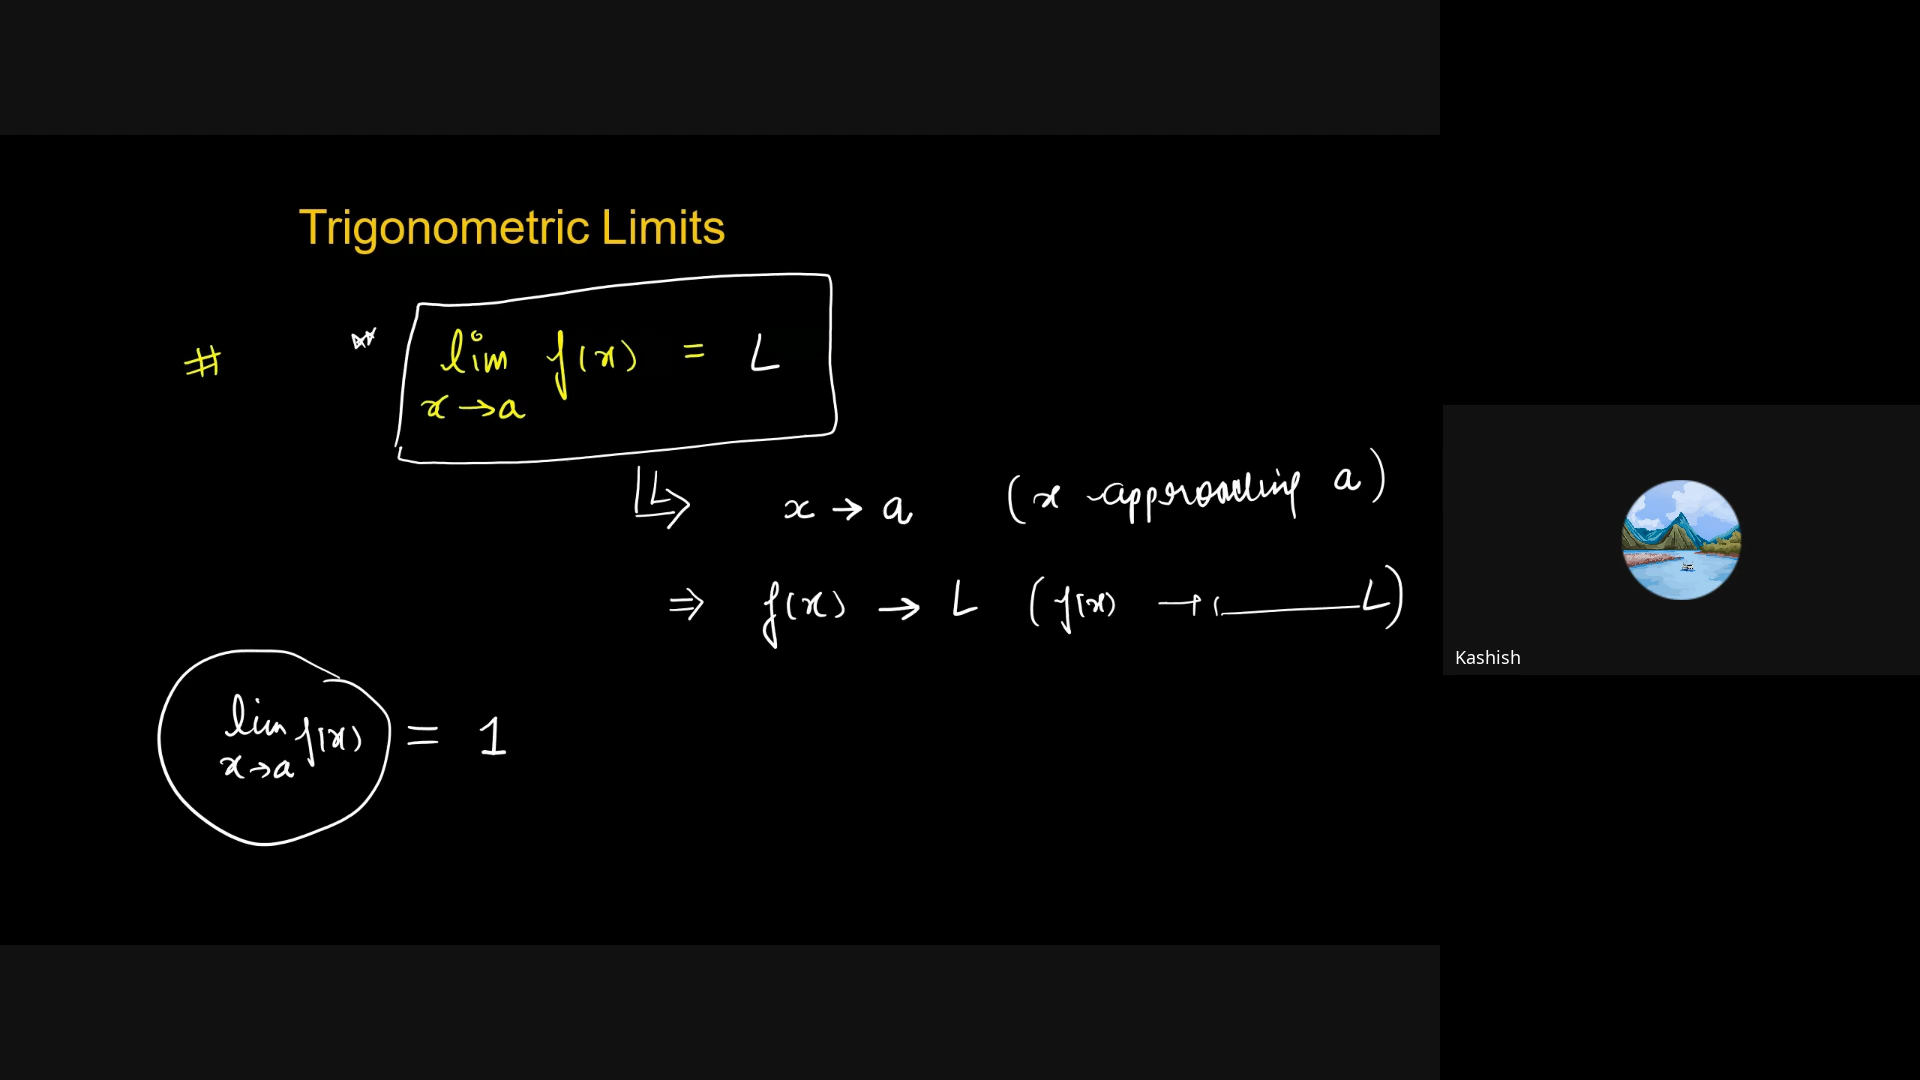 Trigonometric Limits
# ** lim f(x) = L
x→a
x → a (x approaching a)
⇒ f(x) → L (f(x) —"— L)
lim f(x) = 1
x→a
Kashish